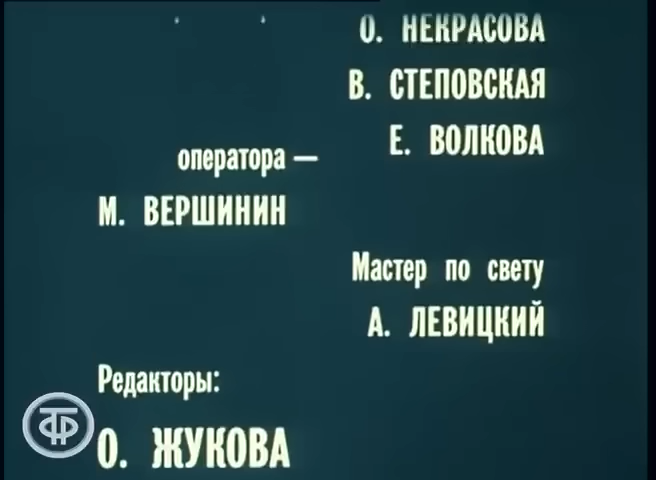 О. НЕКРАСОВА
В. СТЕПОВСКАЯ
Е. ВОЛКОВА
оператора —
М. ВЕРШИНИН
Мастер по свету
А. ЛЕВИЦКИЙ
Редакторы:
О. ЖУКОВА